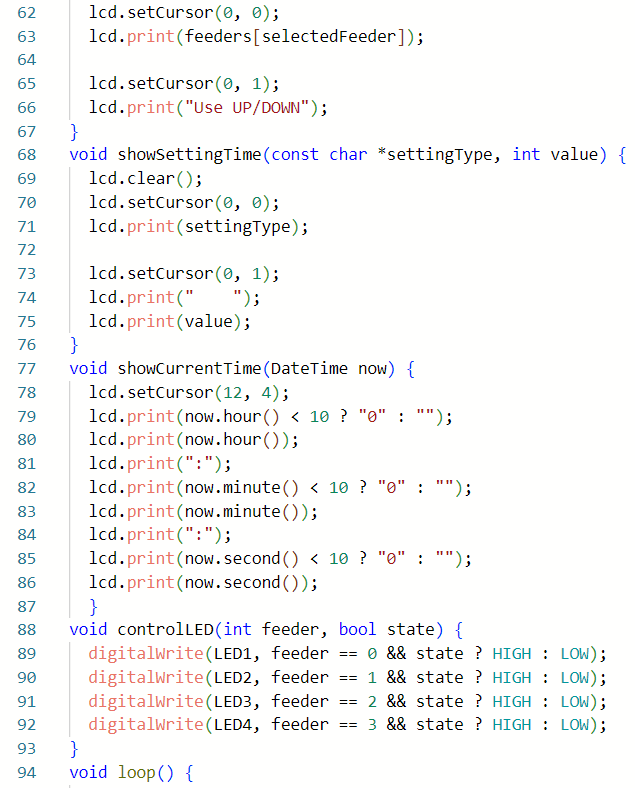 62 lcd.setCursor(0, 0);
63 lcd.print(feeders[selectedFeeder]);
64
65 lcd.setCursor(0, 1);
66 lcd.print("Use UP/DOWN");
67 }
68 void showSettingTime(const char *settingType, int value) {
69 lcd.clear();
70 lcd.setCursor(0, 0);
71 lcd.print(settingType);
72
73 lcd.setCursor(0, 1);
74 lcd.print("    ");
75 lcd.print(value);
76 }
77 void showCurrentTime(DateTime now) {
78 lcd.setCursor(12, 4);
79 lcd.print(now.hour() < 10 ? "0" : "");
80 lcd.print(now.hour());
81 lcd.print(":");
82 lcd.print(now.minute() < 10 ? "0" : "");
83 lcd.print(now.minute());
84 lcd.print(":");
85 lcd.print(now.second() < 10 ? "0" : "");
86 lcd.print(now.second());
87 }
88 void controlLED(int feeder, bool state) {
89 digitalWrite(LED1, feeder == 0 && state ? HIGH : LOW);
90 digitalWrite(LED2, feeder == 1 && state ? HIGH : LOW);
91 digitalWrite(LED3, feeder == 2 && state ? HIGH : LOW);
92 digitalWrite(LED4, feeder == 3 && state ? HIGH : LOW);
93 }
94 void loop() {